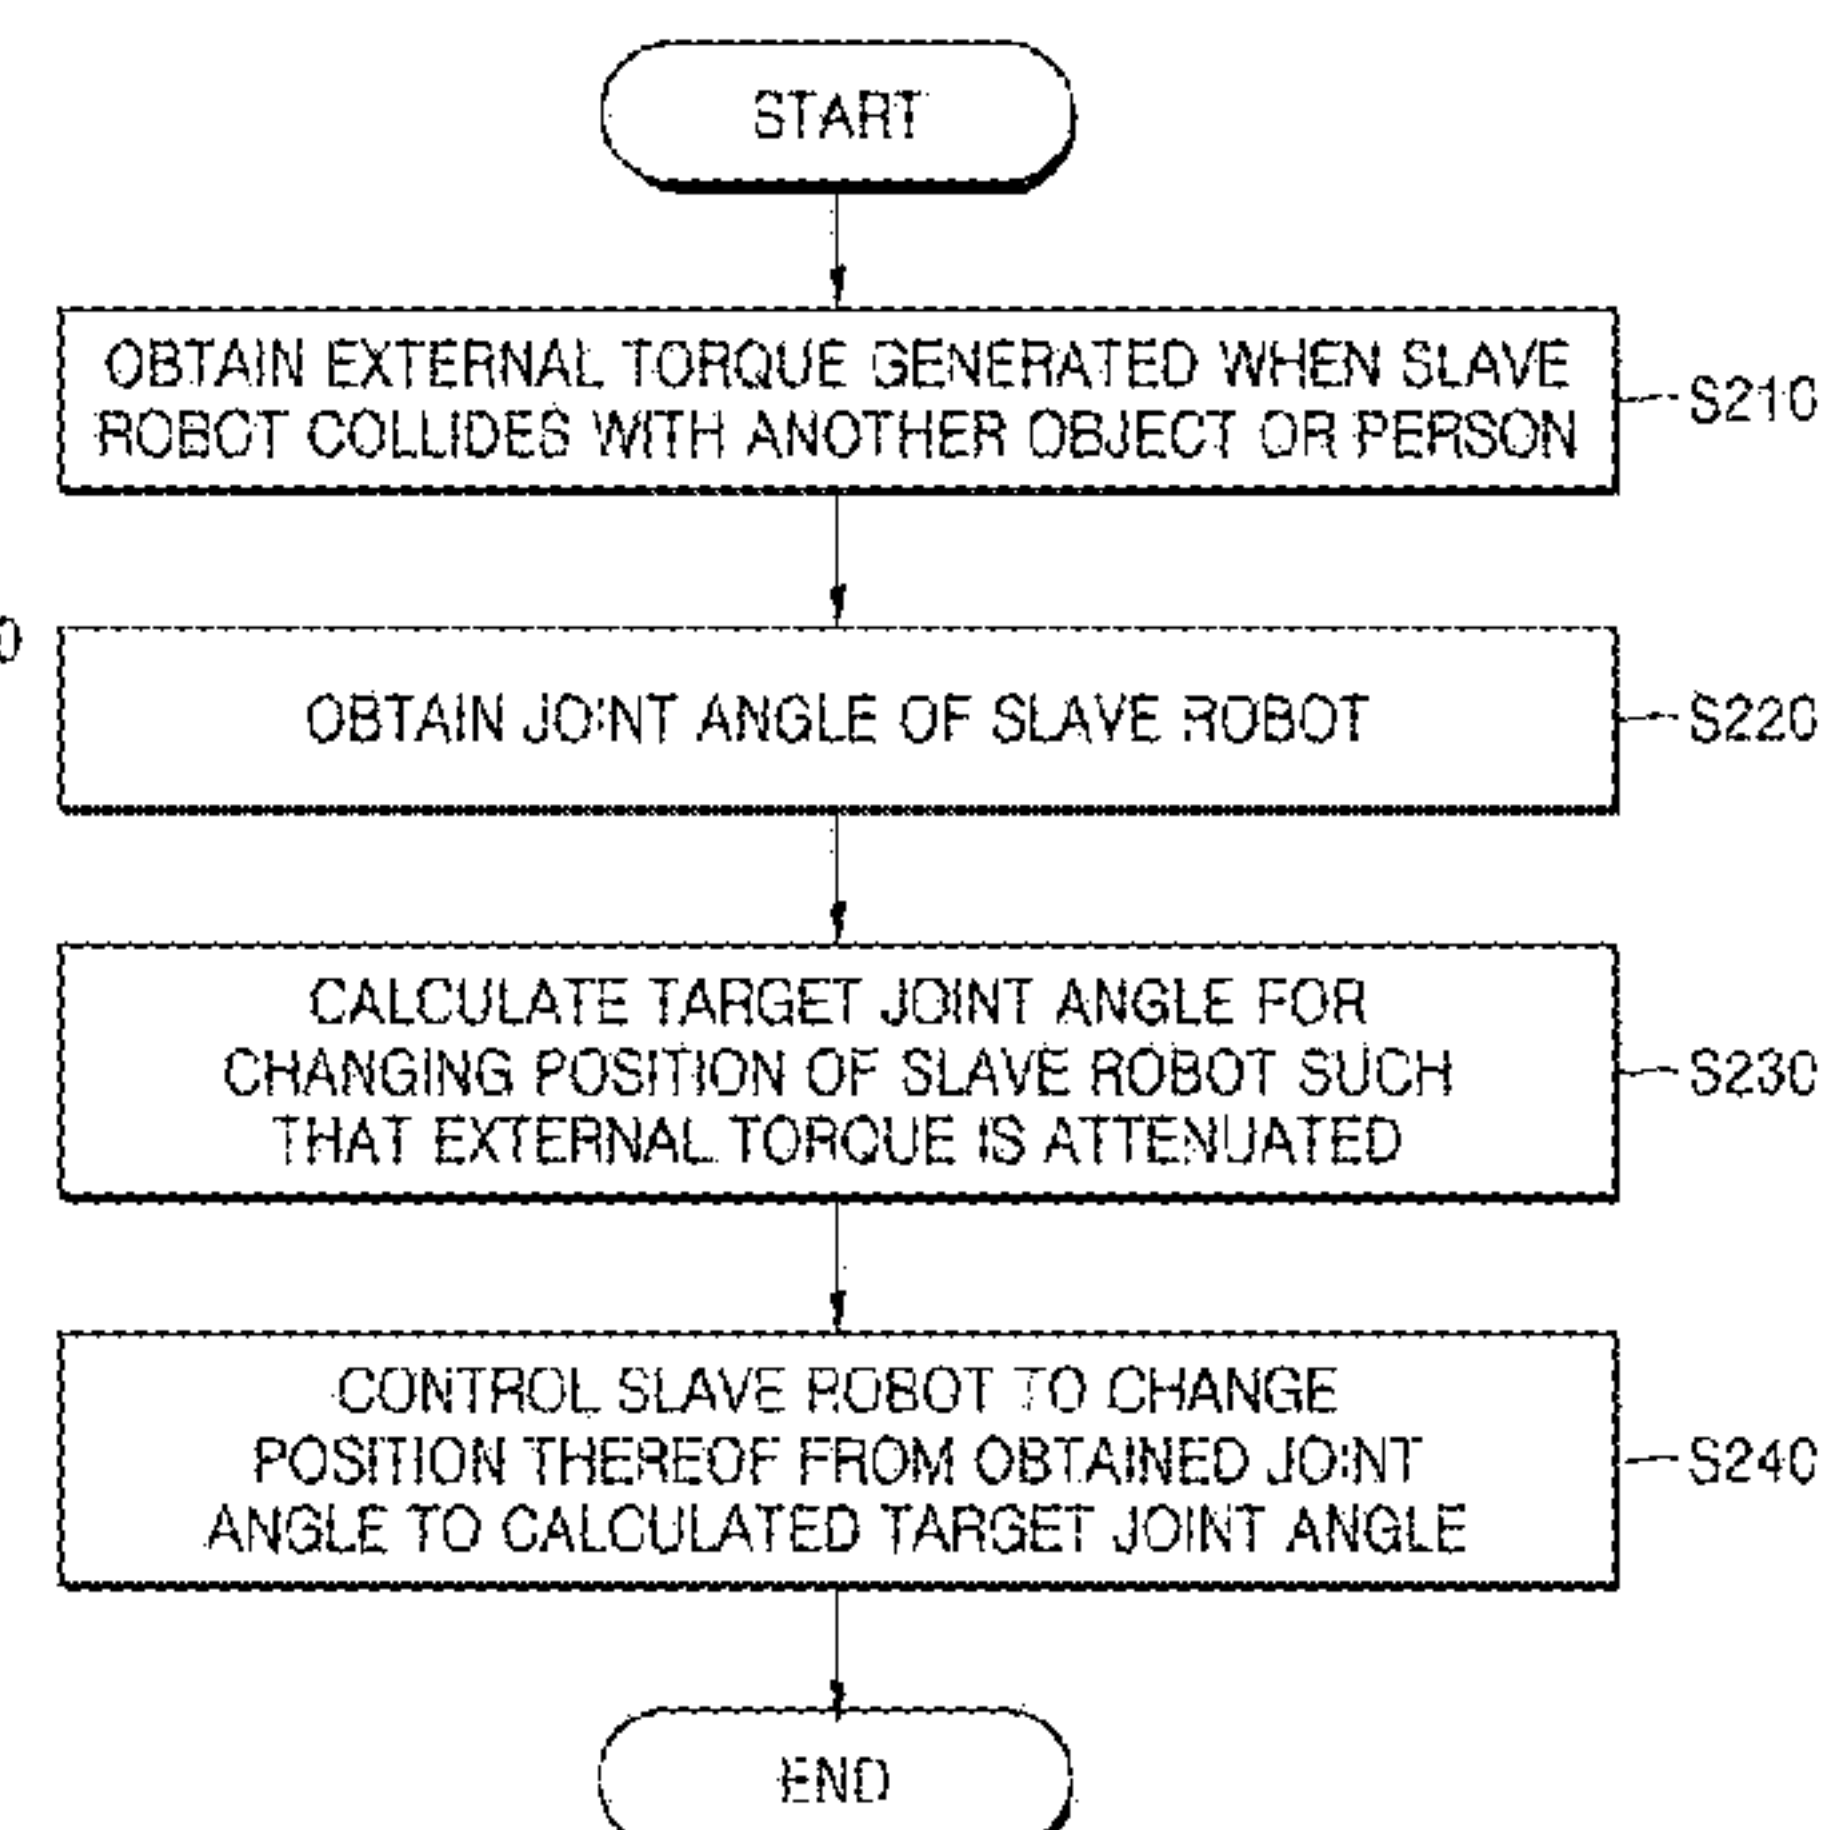 START
OBTAIN EXTERNAL TORQUE GENERATED WHEN SLAVE
ROBOT COLLIDES WITH ANOTHER OBJECT OR PERSON
S210
OBTAIN JOINT ANGLE OF SLAVE ROBOT
S220
CALCULATE TARGET JOINT ANGLE FOR
CHANGING POSITION OF SLAVE ROBOT SUCH
THAT EXTERNAL TORQUE IS ATTENUATED
S230
CONTROL SLAVE ROBOT TO CHANGE
POSITION THEREOF FROM OBTAINED JOINT
ANGLE TO CALCULATED TARGET JOINT ANGLE
S240
END